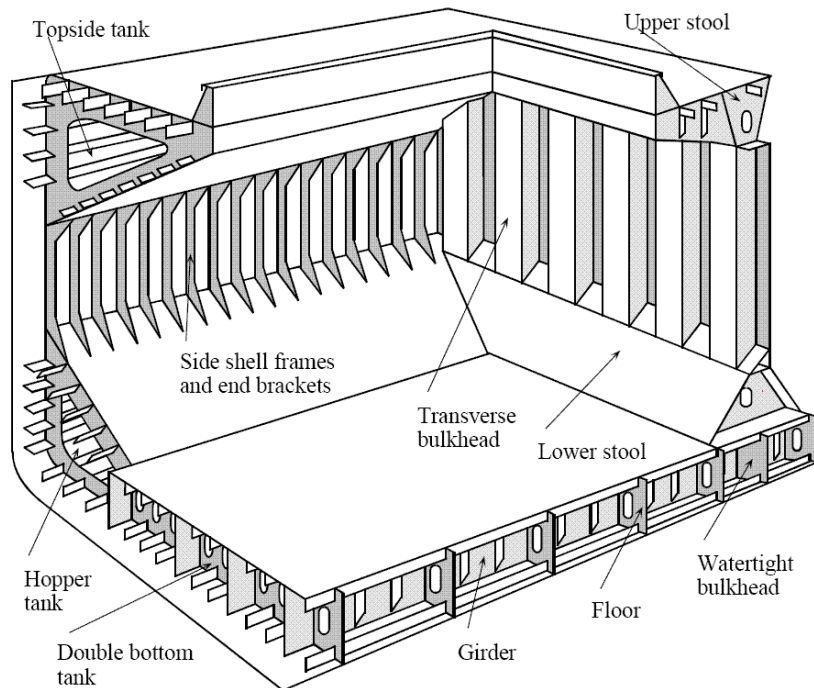 Topside tank
Upper stool
Side shell frames
and end brackets
Transverse
bulkhead
Lower stool
Hopper
tank
Double bottom
tank
Girder
Floor
Watertight
bulkhead